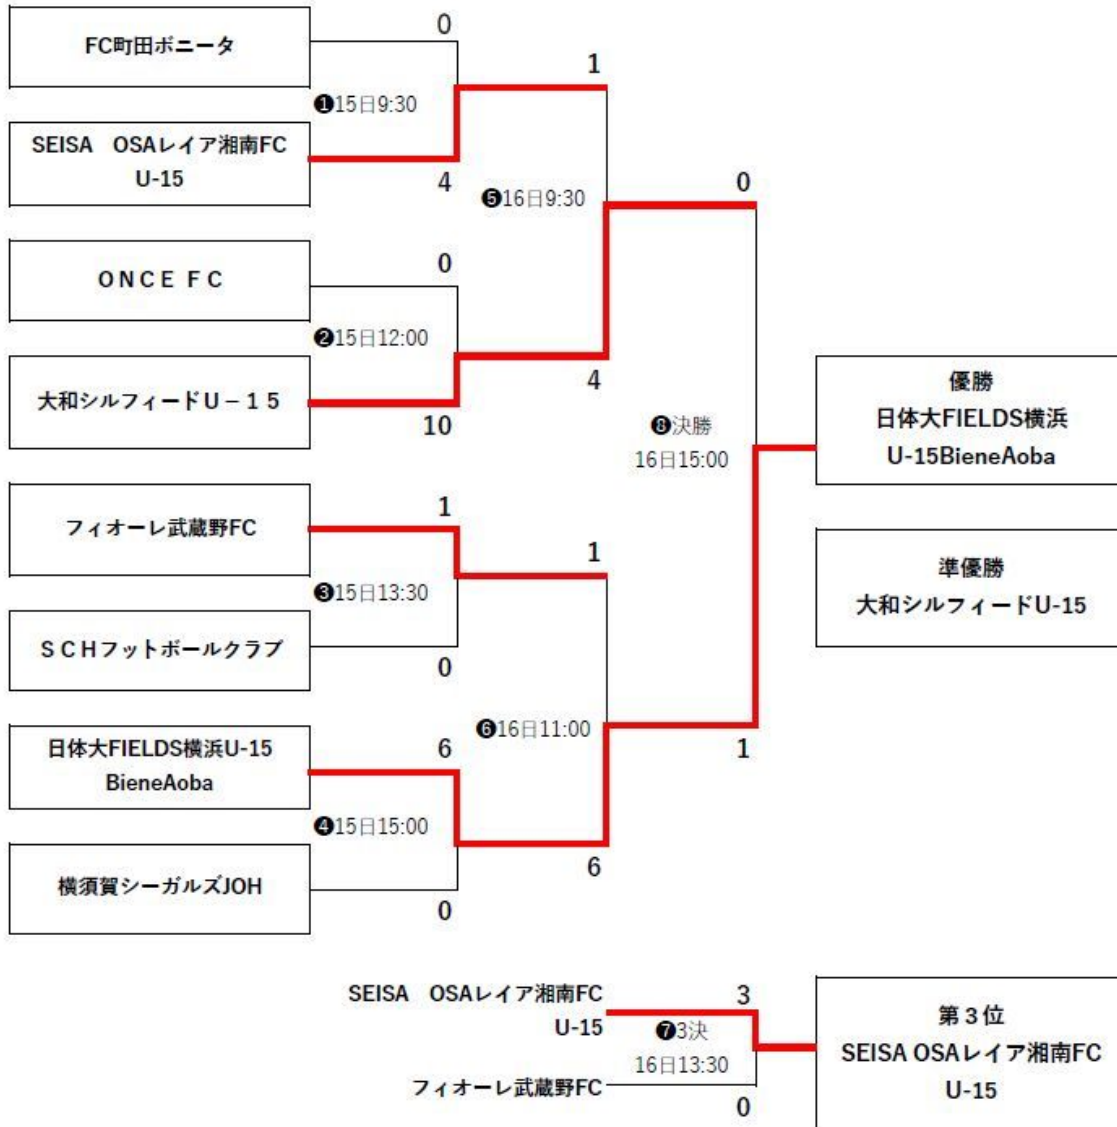 0
FC町田ボニータ
1
❶15日9:30
SEISA　OSAレイア湘南FC
U-15
4
0
❺16日9:30
0
ＯＮＣＥ ＦＣ
❷15日12:00
4
大和シルフィードＵ－１５
10
優勝
日体大FIELDS横浜
U-15BieneAoba
❽決勝
16日15:00
1
フィオーレ武蔵野FC
1
準優勝
大和シルフィードU-15
❸15日13:30
ＳＣＨフットボールクラブ
0
❻16日11:00
日体大FIELDS横浜U-15
BieneAoba
6
1
❹15日15:00
6
横須賀シーガルズJOH
0
SEISA　OSAレイア湘南FC
U-15
3
❼3決
16日13:30
フィオーレ武蔵野FC
0
第３位
SEISA OSAレイア湘南FC
U-15